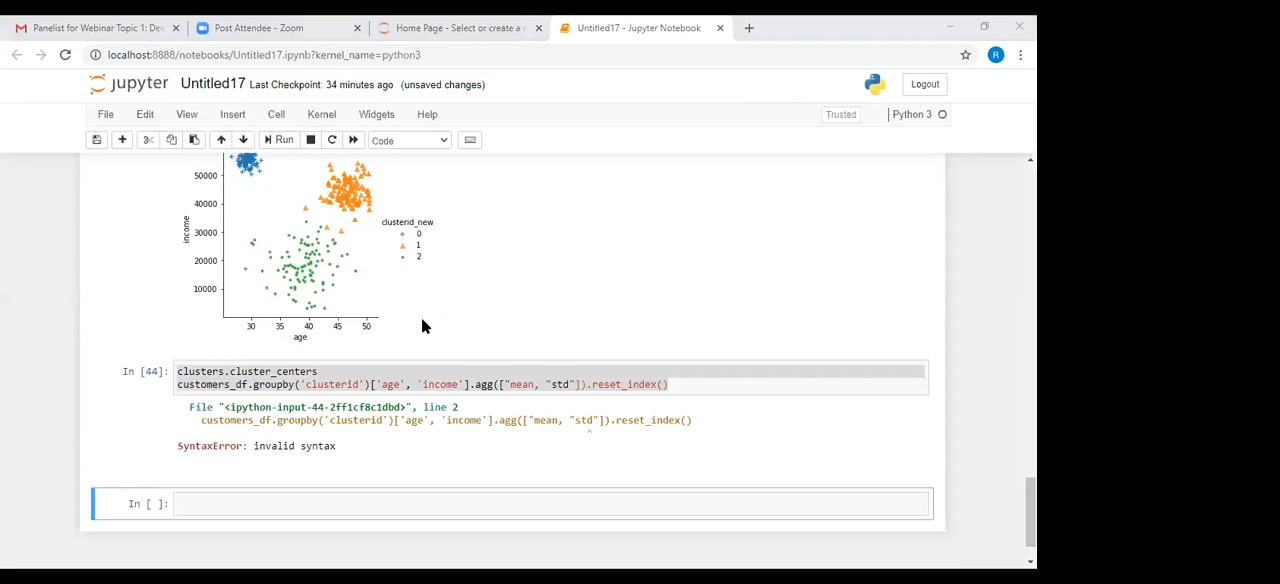 Panelist for Webinar Topic 1: Dee
Post Attendee - Zoom
Home Page - Select or create a n
Untitled17 - Jupyter Notebook
localhost:8888/notebooks/Untitled17.ipynb?kernel_name=python3
R
jupyter Untitled17 Last Checkpoint: 34 minutes ago (unsaved changes)
Logout
File Edit View Insert Cell Kernel Widgets Help
Trusted
Python 3
Run
Code
50000
40000
30000
20000
10000
income
30 35 40 45 50
age
clusterid_new
0
1
2
In [44]:
clusters.cluster_centers
customers_df.groupby('clusterid')['age', 'income'].agg(["mean, "std"]).reset_index()
File "<ipython-input-44-2ff1cf8c1dbd>", line 2
customers_df.groupby('clusterid')['age', 'income'].agg(["mean, "std"]).reset_index()
^
SyntaxError: invalid syntax
In [ ]: